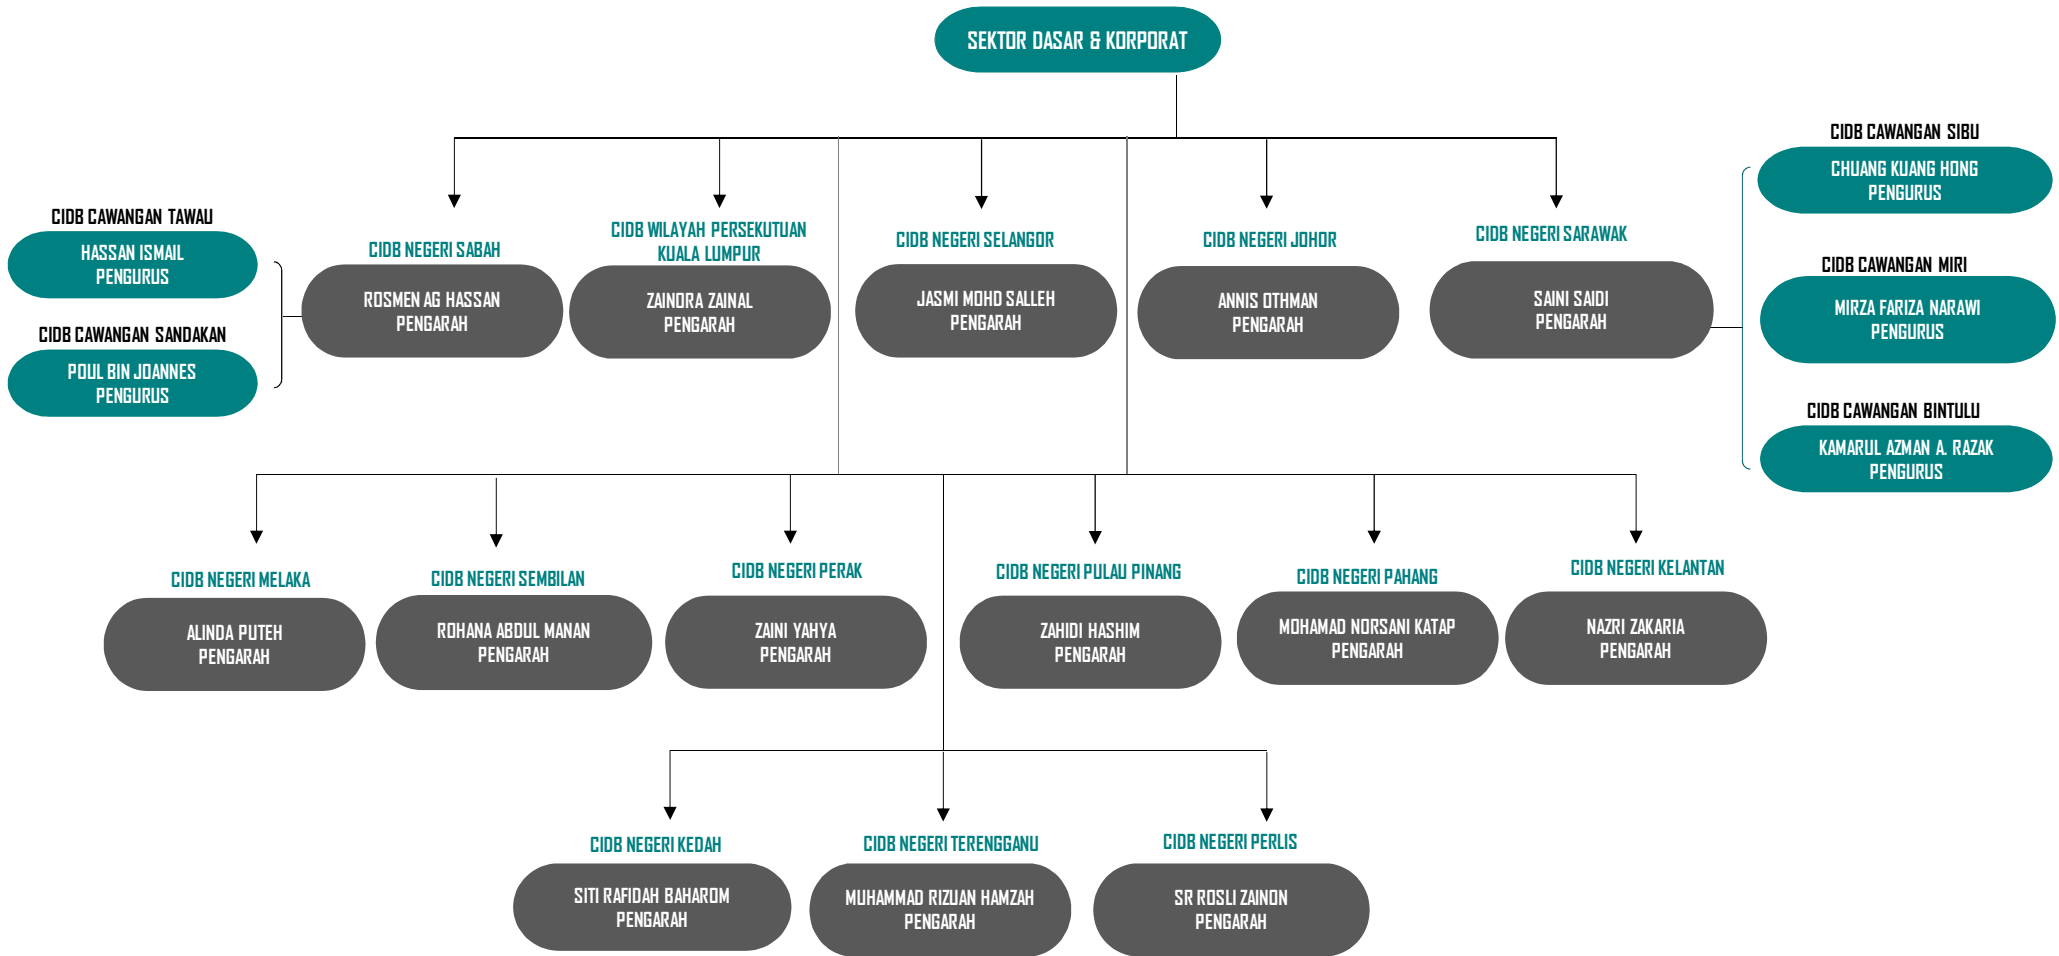 SEKTOR DASAR & KORPORAT
CIDB CAWANGAN TAWAU
HASSAN ISMAIL
PENGURUS
CIDB CAWANGAN SANDAKAN
POUL BIN JOANNES
PENGURUS
CIDB NEGERI SABAH
ROSMEN AG HASSAN
PENGARAH
CIDB WILAYAH PERSEKUTUAN
KUALA LUMPUR
ZAINORA ZAINAL
PENGARAH
CIDB NEGERI SELANGOR
JASMI MOHD SALLEH
PENGARAH
CIDB NEGERI JOHOR
ANNIS OTHMAN
PENGARAH
CIDB NEGERI SARAWAK
SAINI SAIDI
PENGARAH
CIDB CAWANGAN SIBU
CHUANG KUANG HONG
PENGURUS
CIDB CAWANGAN MIRI
MIRZA FARIZA NARAWI
PENGURUS
CIDB CAWANGAN BINTULU
KAMARUL AZMAN A. RAZAK
PENGURUS
CIDB NEGERI MELAKA
ALINDA PUTEH
PENGARAH
CIDB NEGERI SEMBILAN
ROHANA ABDUL MANAN
PENGARAH
CIDB NEGERI PERAK
ZAINI YAHYA
PENGARAH
CIDB NEGERI PULAU PINANG
ZAHIDI HASHIM
PENGARAH
CIDB NEGERI PAHANG
MOHAMAD NORSANI KATAP
PENGARAH
CIDB NEGERI KELANTAN
NAZRI ZAKARIA
PENGARAH
CIDB NEGERI KEDAH
SITI RAFIDAH BAHAROM
PENGARAH
CIDB NEGERI TERENGGANU
MUHAMMAD RIZUAN HAMZAH
PENGARAH
CIDB NEGERI PERLIS
SR ROSLI ZAINON
PENGARAH